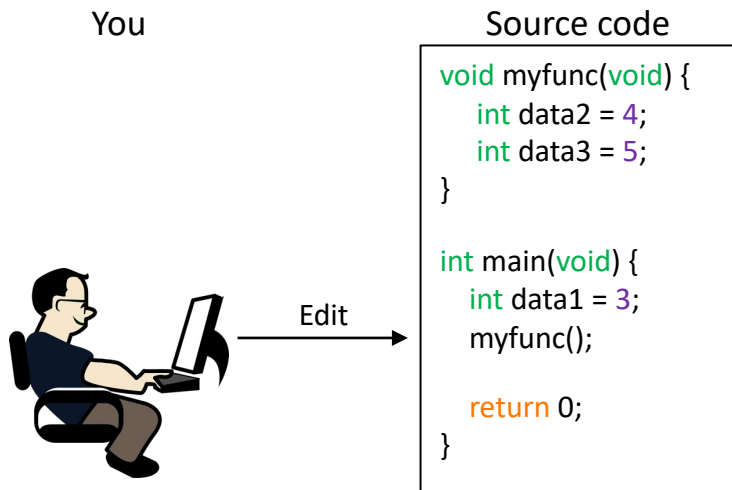 You
Source code
void myfunc(void) {
int data2 = 4;
int data3 = 5;
}
int main(void) {
int data1 = 3;
myfunc();
return 0;
}
Edit